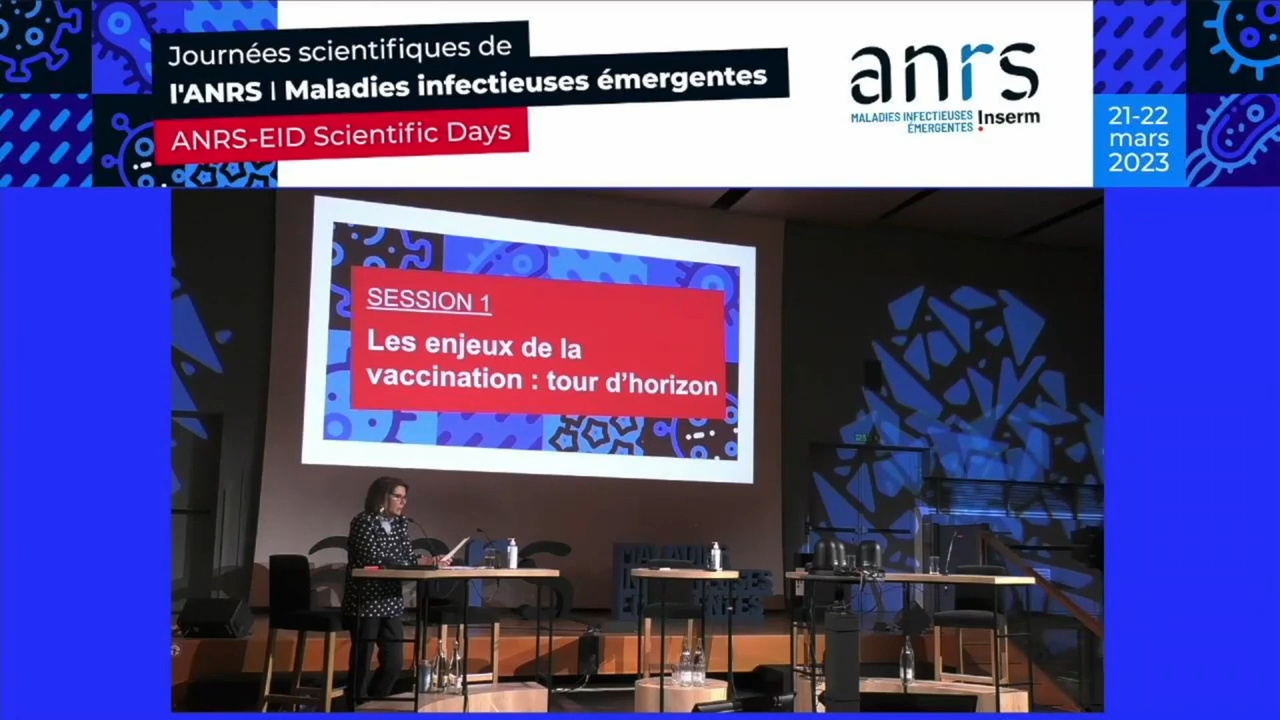 Journées scientifiques de
l'ANRS | Maladies infectieuses émergentes
ANRS-EID Scientific Days
anrs
MALADIES INFECTIEUSES
ÉMERGENTES
Inserm
21-22
mars
2023
SESSION 1
Les enjeux de la
vaccination : tour d'horizon